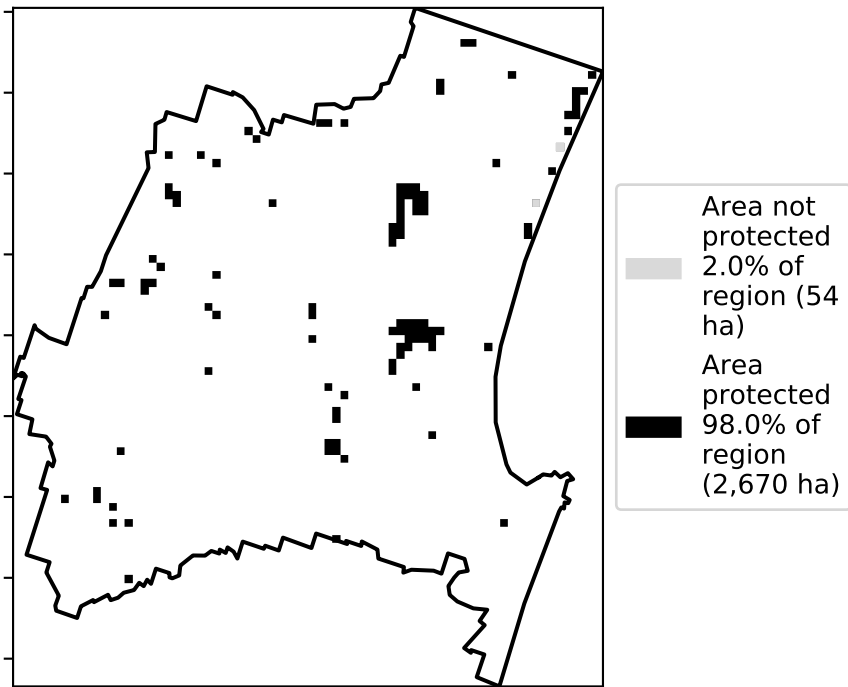 Area not
protected
2.0% of
region (54
ha)
Area
protected
98.0% of
region
(2,670 ha)